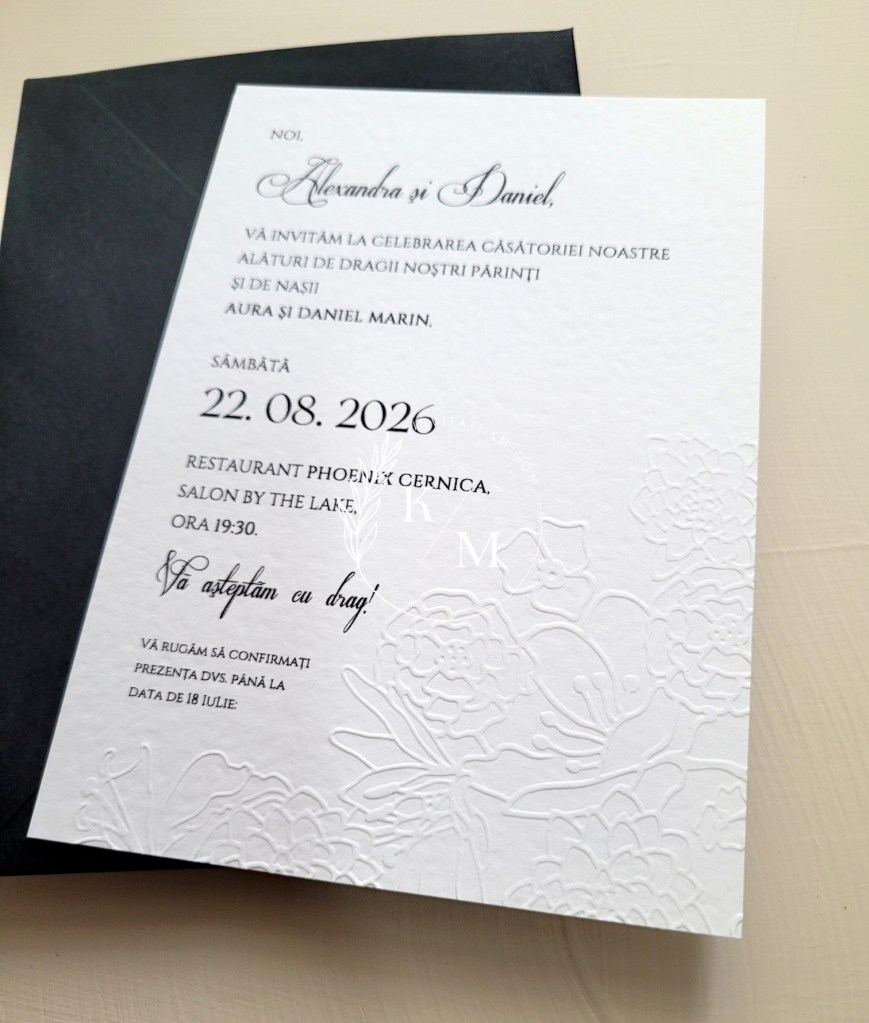 NOI,
Alexandra și Daniel,
VĂ INVITĂM LA CELEBRAREA CĂSĂTORIEI NOASTRE
ALĂTURI DE DRAGII NOȘTRI PĂRINȚI
ȘI DE NAȘII
AURA ȘI DANIEL MARIN,
SÂMBĂTĂ
22. 08. 2026
RESTAURANT PHOENIX CERNICA,
SALON BY THE LAKE,
ORA 19:30.
K
M
Vă așteptăm cu drag!
VĂ RUGĂM SĂ CONFIRMAȚI
PREZENȚA DVS. PÂNĂ LA
DATA DE 18 IULIE: